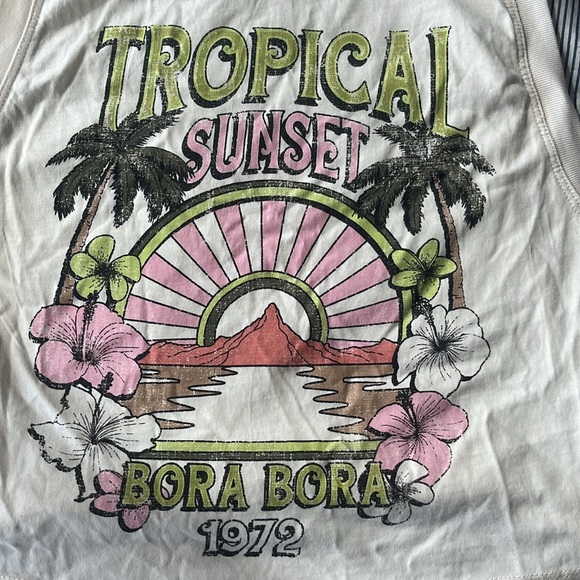 TROPICAL
SUNSET
BORA BORA
1972